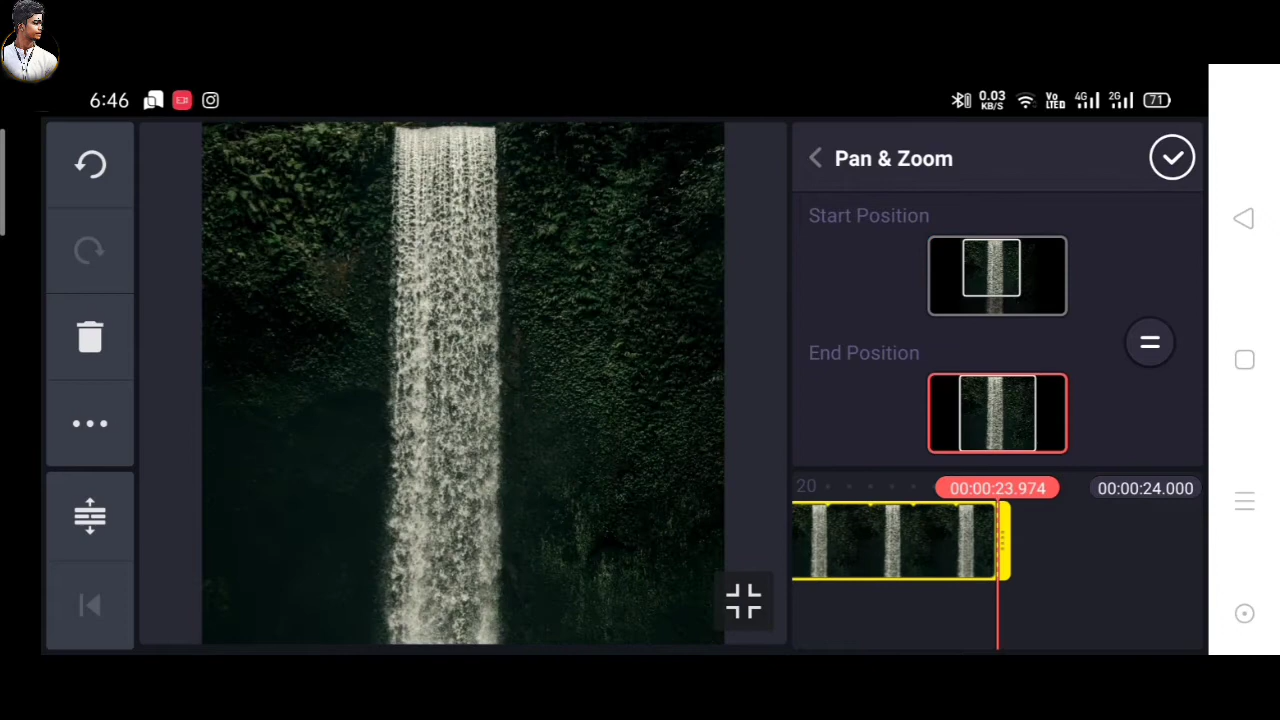 6:46
0.03
KB/S
Vo
LTED
4G
2G
71
Pan & Zoom
Start Position
End Position
20
00:00:23.974
00:00:24.000